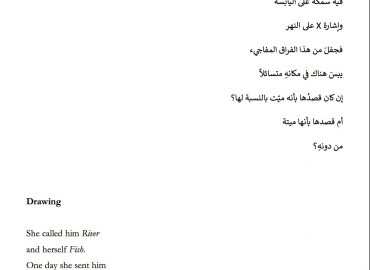 فيه سمكة على اليابسة
وإشارة X على النهر
فجفلَ من هذا الفراق المفاجيء
يبسَ هناك في مكانهِ متسائلاً
إن كان قصدُها بأنه ميّت بالنسبة لها؟
أم قصدها بأنها ميتة
من دونهِ؟
Drawing
She called him River
and herself Fish.
One day she sent him